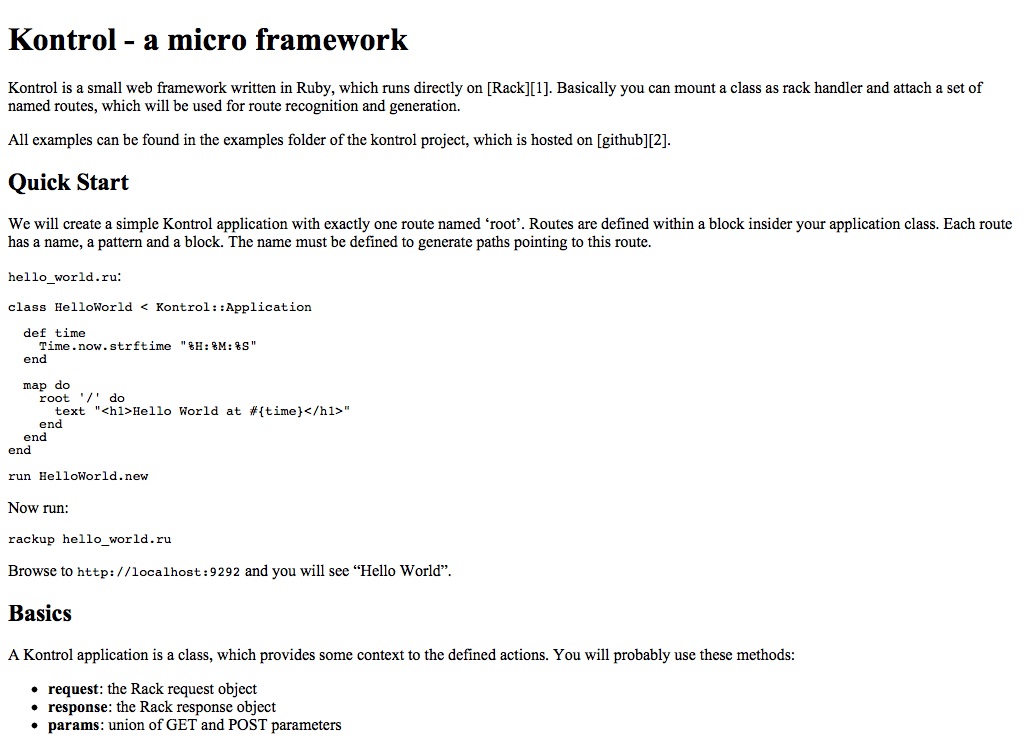 Kontrol - a micro framework
Kontrol is a small web framework written in Ruby, which runs directly on [Rack][1]. Basically you can mount a class as rack handler and attach a set of
named routes, which will be used for route recognition and generation.
All examples can be found in the examples folder of the kontrol project, which is hosted on [github][2].
Quick Start
We will create a simple Kontrol application with exactly one route named ‘root’. Routes are defined within a block insider your application class. Each route
has a name, a pattern and a block. The name must be defined to generate paths pointing to this route.
hello_world.ru:
class HelloWorld < Kontrol::Application
  def time
    Time.now.strftime "%H:%M:%S"
  end
  map do
    root '/' do
      text "<h1>Hello World at #{time}</h1>"
    end
  end
end
run HelloWorld.new
Now run:
rackup hello_world.ru
Browse to http://localhost:9292 and you will see “Hello World”.
Basics
A Kontrol application is a class, which provides some context to the defined actions. You will probably use these methods:
• request: the Rack request object
• response: the Rack response object
• params: union of GET and POST parameters